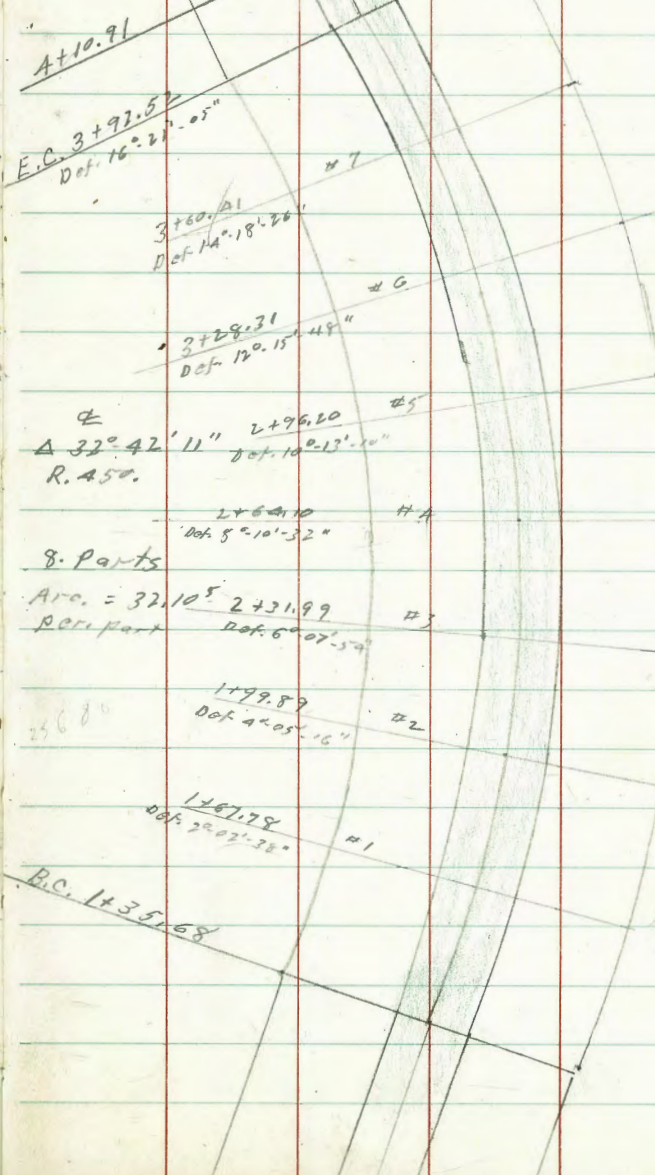 4+10.91
E.C. 3+92.52
Def. 16°-21'-05"
#7
3+60.41
Def 14°-18'-26"
#6
3+28.31
Def. 12°-15'-48"
℄
Δ 32°-42'11"
R. 450.
2+96.20
Def. 10°-13'-10"
#5
2+64.10
Def. 8°-10'-32"
#4
8. Parts
Arc. = 32.10⁵
per. part
2+31.99
Def. 6°-07'-54"
#3
1+99.89
Def. 4°-05'-16"
#2
1+67.78
Def. 2°-02'-38"
#1
B.C. 1+35.68